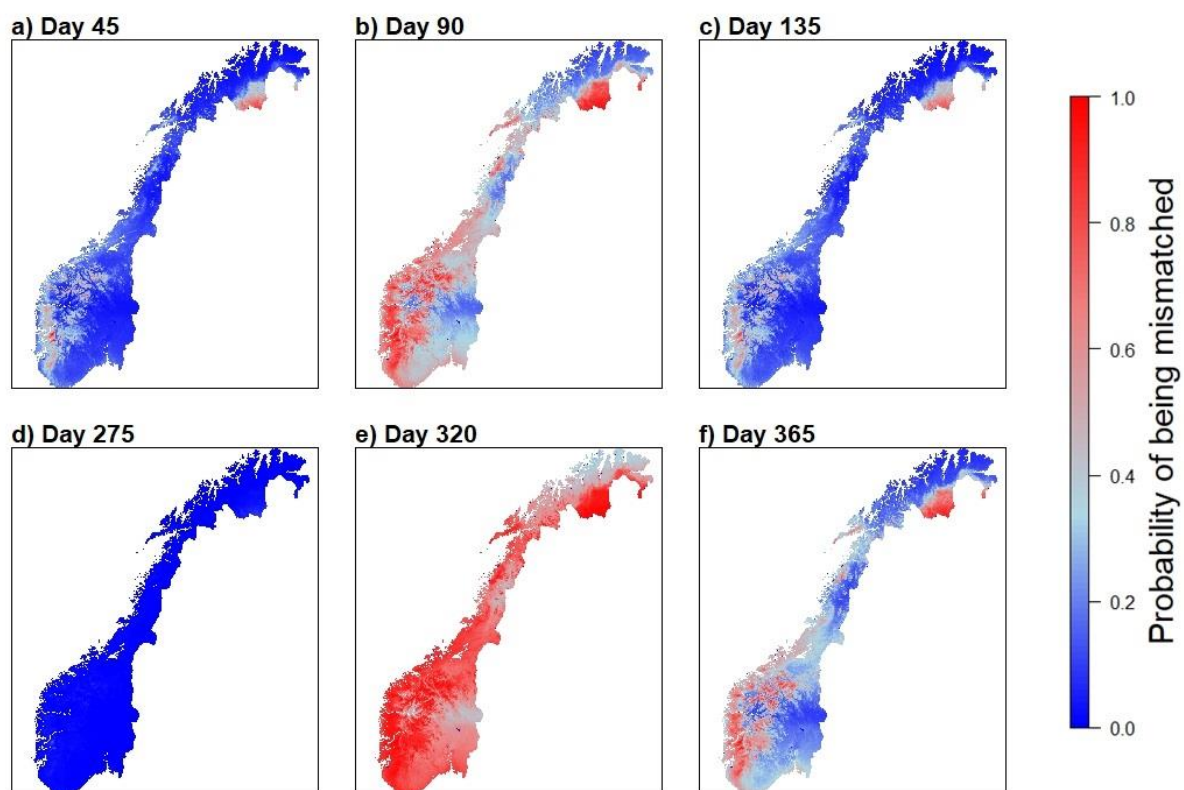 a) Day 45
b) Day 90
c) Day 135
d) Day 275
e) Day 320
f) Day 365
1.0
0.8
0.6
0.4
0.2
0.0
Probability of being mismatched